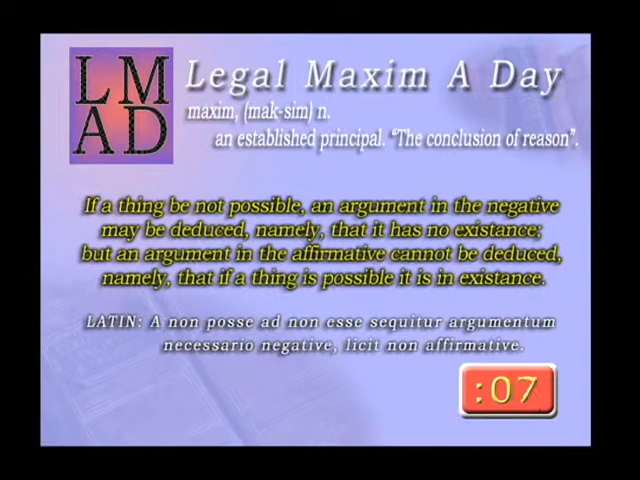 LM
AD
Legal Maxim A Day
maxim, (mak-sim) n.
an established principal. "The conclusion of reason".
If a thing be not possible, an argument in the negative
may be deduced, namely, that it has no existance;
but an argument in the affirmative cannot be deduced,
namely, that if a thing is possible it is in existance.
LATIN: A non posse ad non esse sequitur argumentum
necessario negative, licit non affirmative.
:07